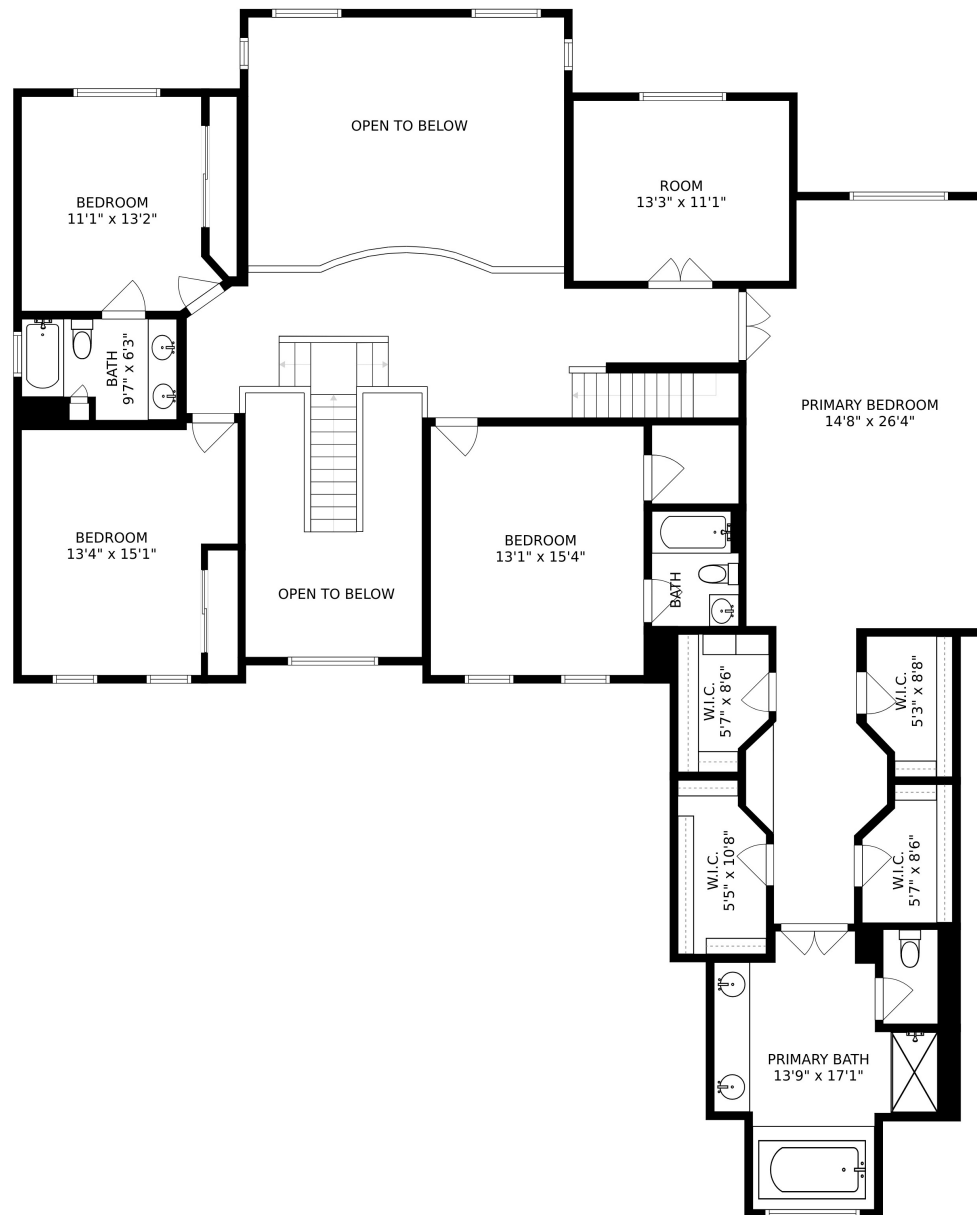 OPEN TO BELOW
BEDROOM
11'1" x 13'2"
ROOM
13'3" x 11'1"
BATH
9'7" x 6'3"
PRIMARY BEDROOM
14'8" x 26'4"
BEDROOM
13'4" x 15'1"
OPEN TO BELOW
BEDROOM
13'1" x 15'4"
BATH
W.I.C.
5'7" x 8'6"
W.I.C.
5'3" x 8'8"
W.I.C.
5'5" x 10'8"
W.I.C.
5'7" x 8'6"
PRIMARY BATH
13'9" x 17'1"